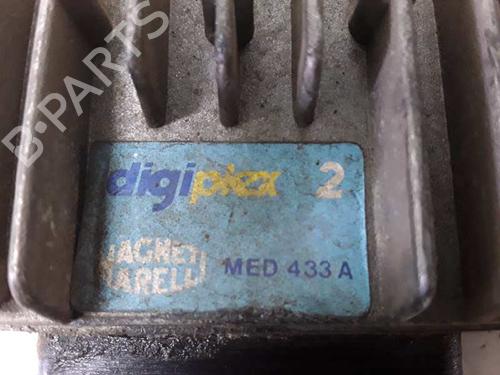 B-PARTS
digiplex 2
MAGNETI
MARELLI
MED 433 A